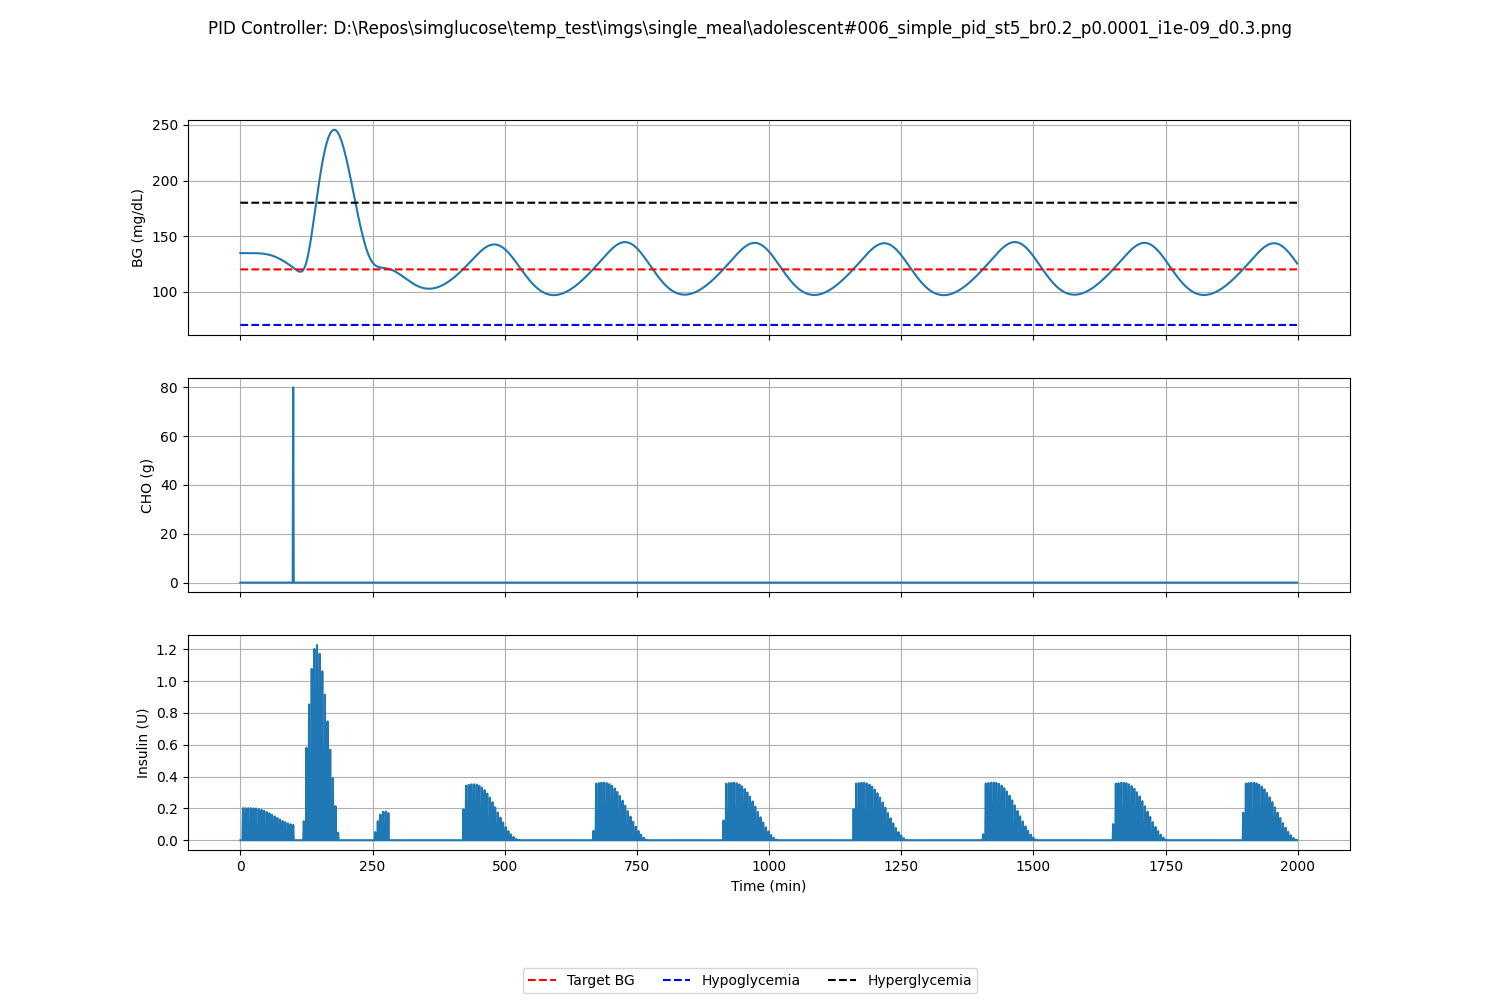 PID Controller: D:\Repos\simglucose\temp_test\imgs\single_meal\adolescent#006_simple_pid_st5_br0.2_p0.0001_i1e-09_d0.3.png
250
200
150
100
BG (mg/dL)
80
60
40
20
0
CHO (g)
1.2
1.0
0.8
0.6
0.4
0.2
0.0
Insulin (U)
0 250 500 750 1000 1250 1500 1750 2000
Time (min)
Target BG Hypoglycemia Hyperglycemia